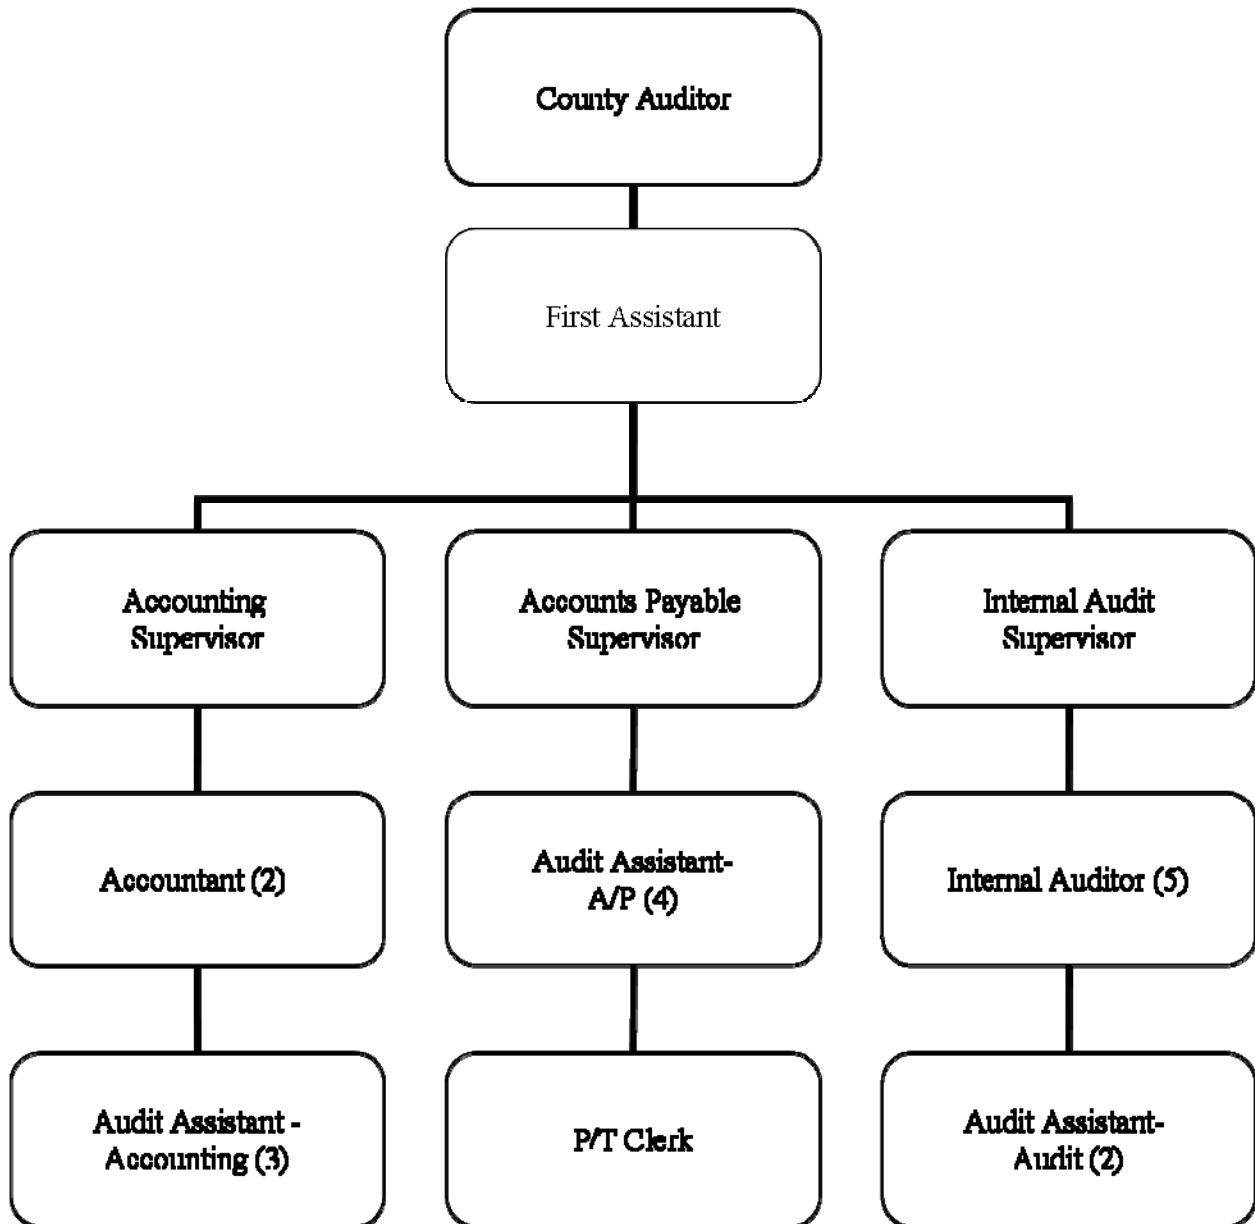 County Auditor
First Assistant
Accounting
Supervisor
Accounts Payable
Supervisor
Internal Audit
Supervisor
Accountant (2)
Audit Assistant-
A/P (4)
Internal Auditor (5)
Audit Assistant -
Accounting (3)
P/T Clerk
Audit Assistant-
Audit (2)